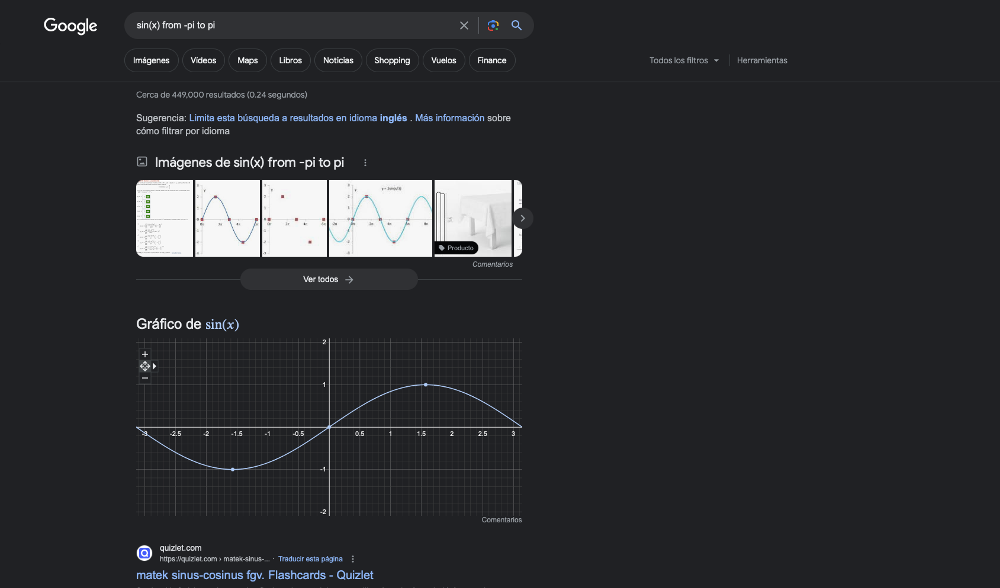 Google
sin(x) from -pi to pi
Imágenes
Vídeos
Maps
Libros
Noticias
Shopping
Vuelos
Finance
Todos los filtros
Herramientas
Cerca de 449,000 resultados (0.24 segundos)
Sugerencia: Limita esta búsqueda a resultados en idioma inglés . Más información sobre
cómo filtrar por idioma
Imágenes de sin(x) from -pi to pi
y = 2sin(x/3)
Producto
Comentarios
Ver todos
Gráfico de sin(x)
2
1
-3 -2.5 -2 -1.5 -1 -0.5 0.5 1 1.5 2 2.5 3
-1
-2
Comentarios
quizlet.com
https://quizlet.com › matek-sinus-... · Traducir esta página
matek sinus-cosinus fgv. Flashcards - Quizlet